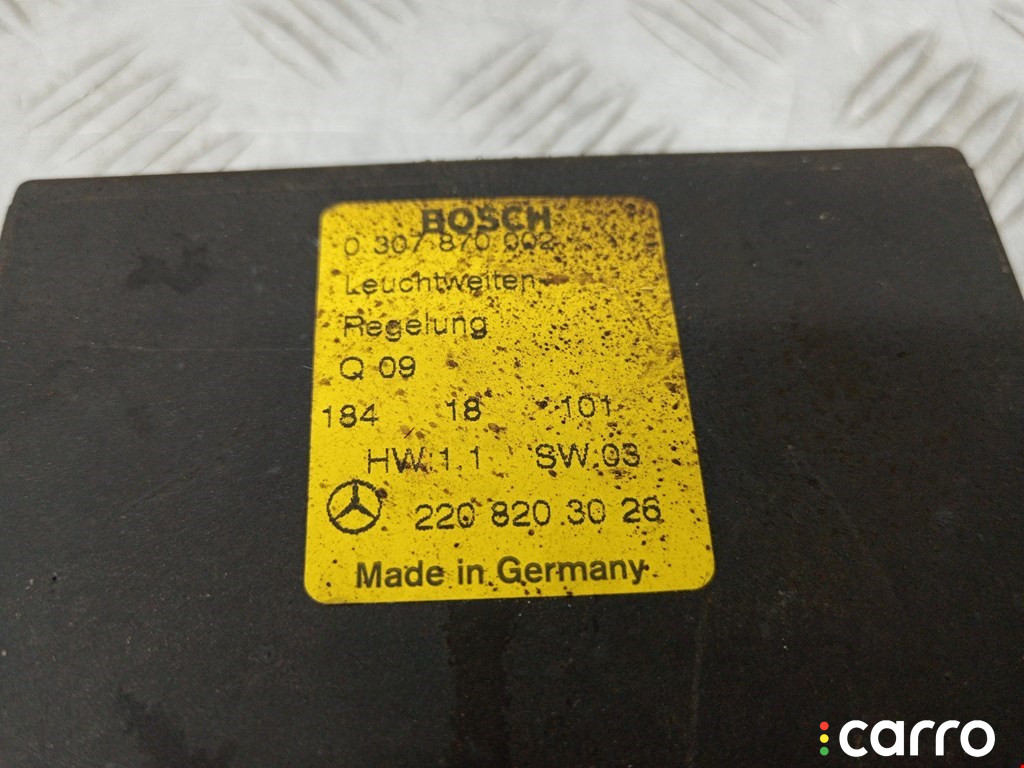 BOSCH
0 307 870 002
Leuchtweiten-
Regelung
Q 09
184 18 101
HW 1.1 SW 03
220 820 30 26
Made in Germany
carro